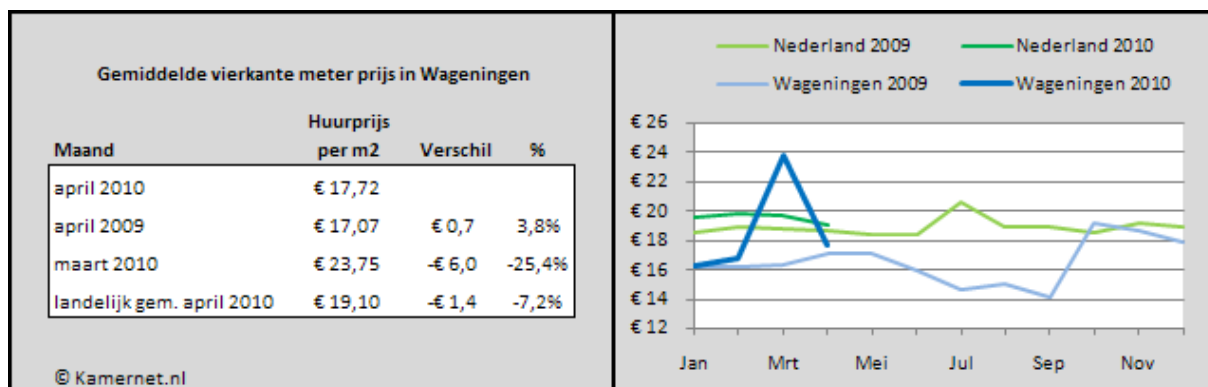 Gemiddelde vierkante meter prijs in Wageningen
Huurprijs
Maand per m2 Verschil %
april 2010 € 17,72
april 2009 € 17,07 € 0,7 3,8%
maart 2010 € 23,75 -€ 6,0 -25,4%
landelijk gem. april 2010 € 19,10 -€ 1,4 -7,2%
© Kamernet.nl
Nederland 2009 Nederland 2010
Wageningen 2009 Wageningen 2010
€ 26
€ 24
€ 22
€ 20
€ 18
€ 16
€ 14
€ 12
Jan Mrt Mei Jul Sep Nov